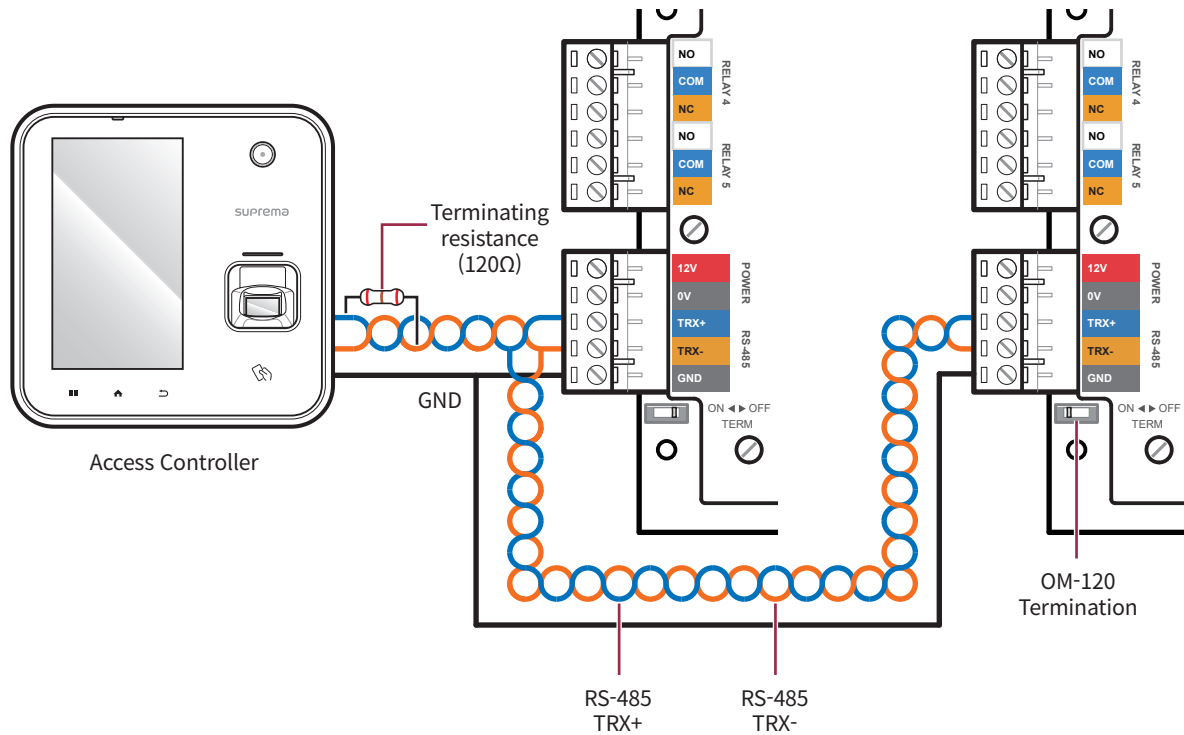 NO
COM
NC
NO
COM
NC
RELAY 4
RELAY 5
12V
0V
TRX+
TRX-
GND
POWER
RS-485
ON ◄ ► OFF
TERM
NO
COM
NC
NO
COM
NC
RELAY 4
RELAY 5
12V
0V
TRX+
TRX-
GND
POWER
RS-485
ON ◄ ► OFF
TERM
suprema
Terminating
resistance
(120Ω)
GND
Access Controller
OM-120
Termination
RS-485
TRX+
RS-485
TRX-